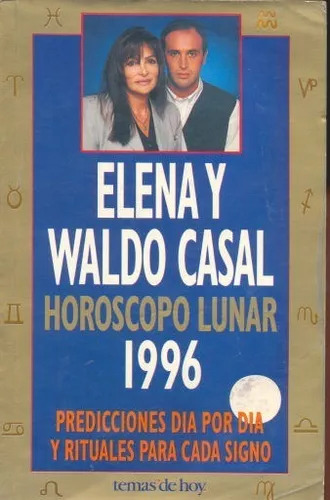 ELENA Y
WALDO CASAL
HOROSCOPO LUNAR
1996
PREDICCIONES DIA POR DIA
Y RITUALES PARA CADA SIGNO
temas de hoy